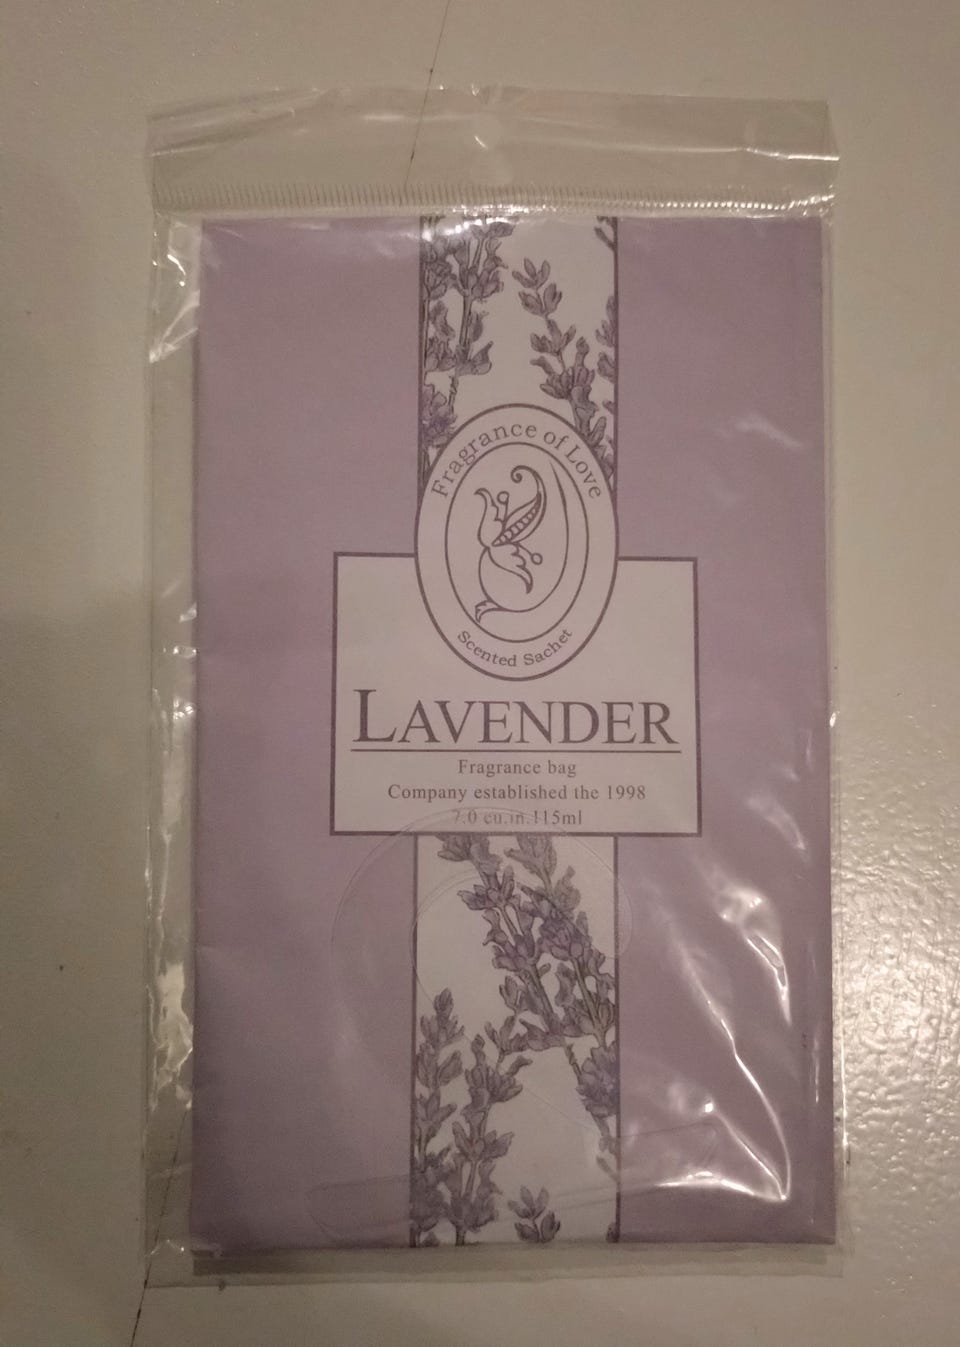 Fragrance of Love
Scented Sachet
LAVENDER
Fragrance bag
Company established the 1998
7.0 cu.in.115ml